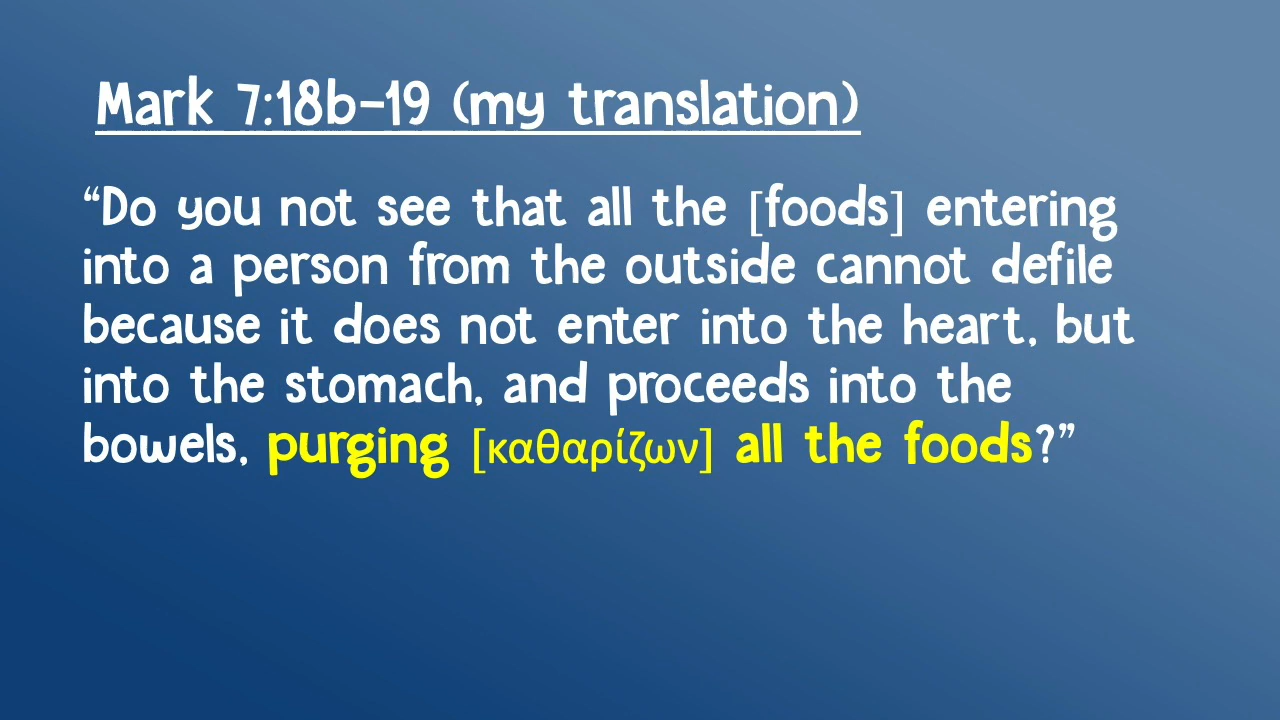 Mark 7:18b-19 (my translation)
“Do you not see that all the [foods] entering
into a person from the outside cannot defile
because it does not enter into the heart, but
into the stomach, and proceeds into the
bowels, purging [καθαρίζων] all the foods?”